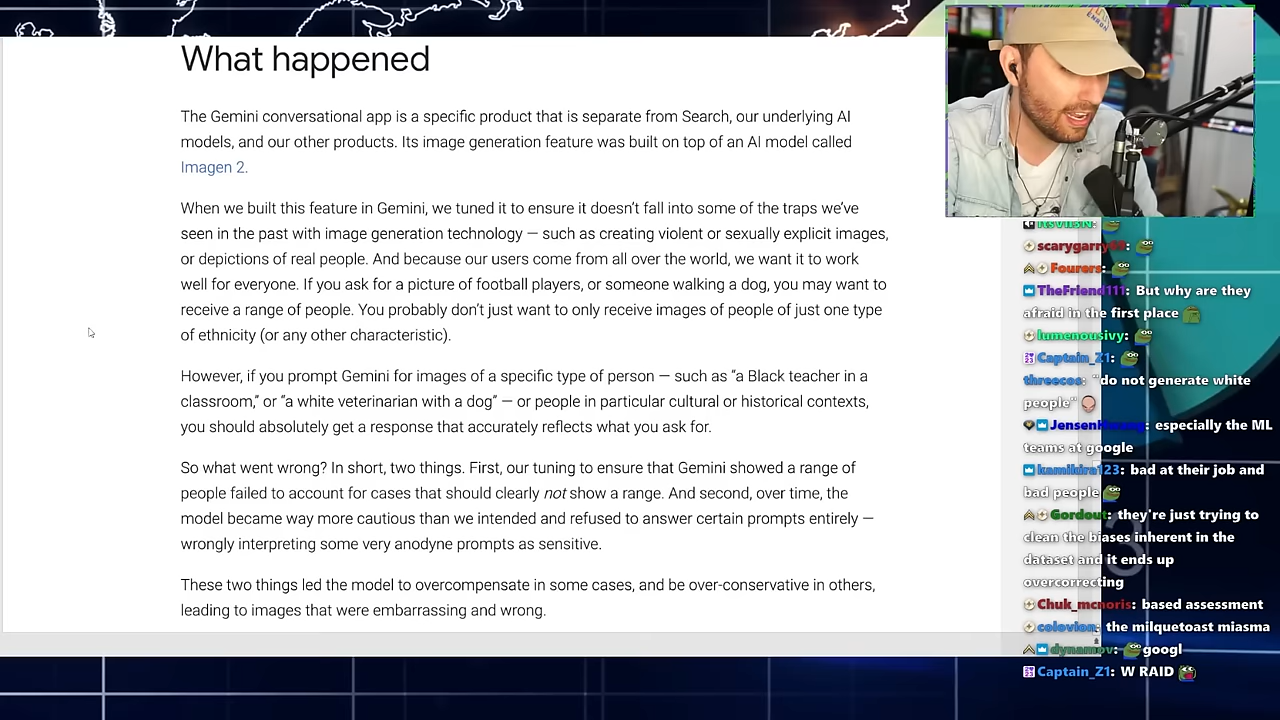 What happened
The Gemini conversational app is a specific product that is separate from Search, our underlying AI
models, and our other products. Its image generation feature was built on top of an AI model called
Imagen 2.
When we built this feature in Gemini, we tuned it to ensure it doesn't fall into some of the traps we've
seen in the past with image generation technology — such as creating violent or sexually explicit images,
or depictions of real people. And because our users come from all over the world, we want it to work
well for everyone. If you ask for a picture of football players, or someone walking a dog, you may want to
receive a range of people. You probably don't just want to only receive images of people of just one type
of ethnicity (or any other characteristic).
However, if you prompt Gemini for images of a specific type of person — such as “a Black teacher in a
classroom,” or “a white veterinarian with a dog” — or people in particular cultural or historical contexts,
you should absolutely get a response that accurately reflects what you ask for.
So what went wrong? In short, two things. First, our tuning to ensure that Gemini showed a range of
people failed to account for cases that should clearly not show a range. And second, over time, the
model became way more cautious than we intended and refused to answer certain prompts entirely —
wrongly interpreting some very anodyne prompts as sensitive.
These two things led the model to overcompensate in some cases, and be over-conservative in others,
leading to images that were embarrassing and wrong.
ENRON
Fourers:
TheFriend111: But why are they
afraid in the first place
lumenousivy:
Captain_Z1:
threecos: "do not generate white
people"
especially the ML
teams at google
kamikira123: bad at their job and
bad people
Gordout: they're just trying to
clean the biases inherent in the
dataset and it ends up
overcorrecting
Chuk_mcnoris: based assessment
colovion: the milquetoast miasma
dynamov: googl
Captain_Z1: W RAID